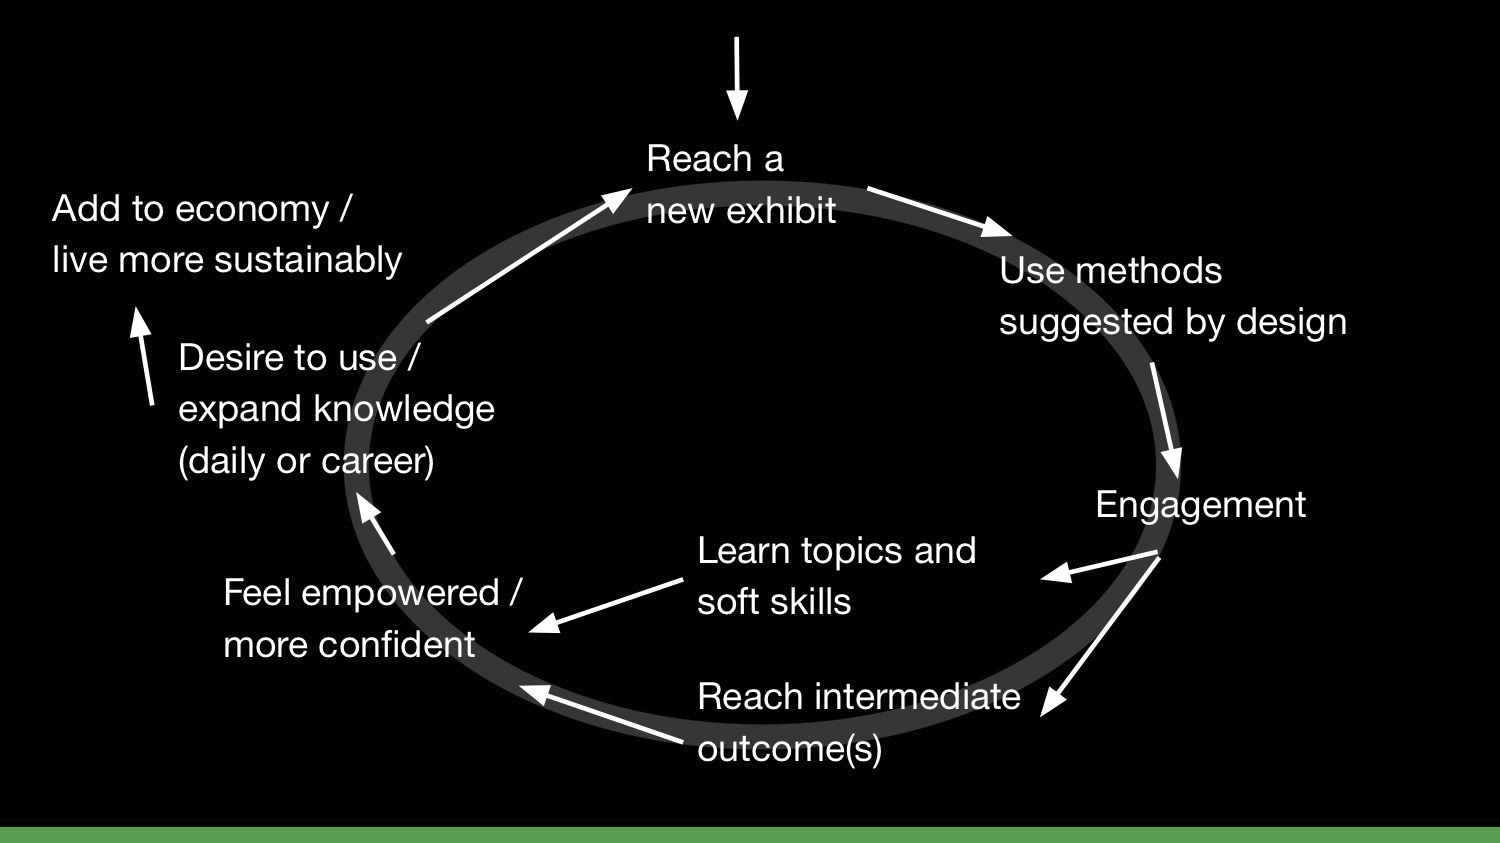 Reach a
new exhibit
Use methods
suggested by design
Engagement
Learn topics and
soft skills
Reach intermediate
outcome(s)
Feel empowered /
more confident
Desire to use /
expand knowledge
(daily or career)
Add to economy /
live more sustainably